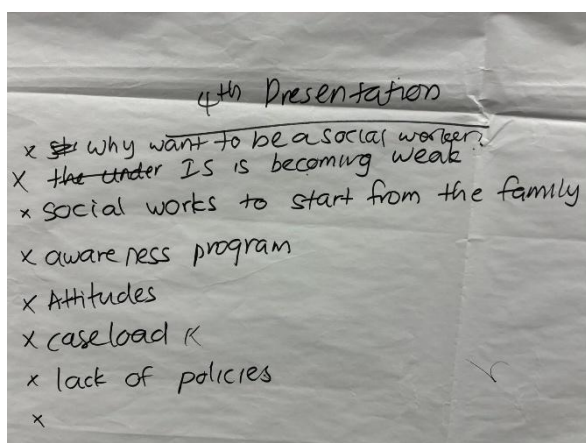 4th Presentation
x why want to be a social worker?
x IS is becoming weak
x social works to start from the family
x awareness program
x Attitudes
x caseload K
x lack of policies
x